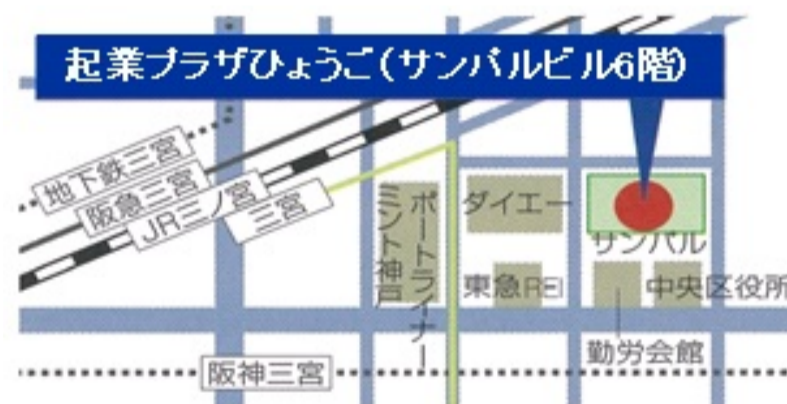 起業プラザひょうご(サンパルビル6階)
地下鉄三宮
阪急三宮
JR三ノ宮
三宮
ミント神戸
ポートライナー
ダイエー
サンパル
東急REI
中央区役所
勤労会館
阪神三宮